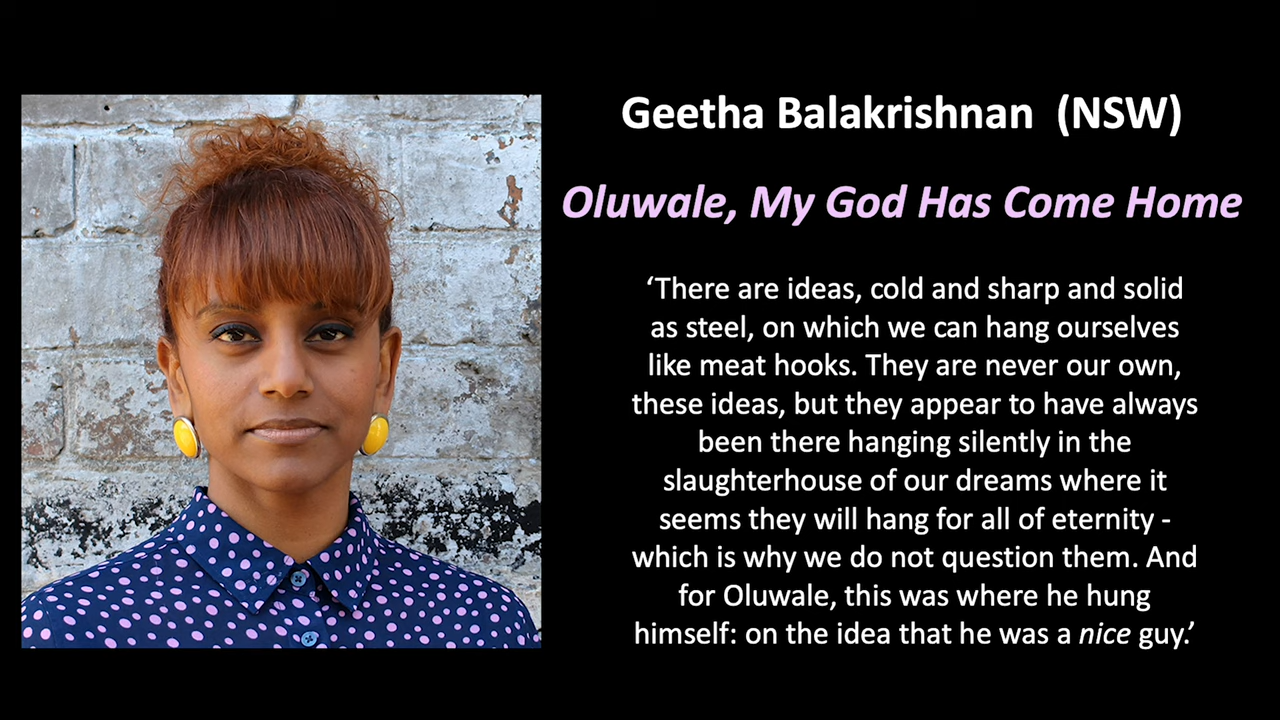 Geetha Balakrishnan (NSW)
Oluwale, My God Has Come Home
‘There are ideas, cold and sharp and solid
as steel, on which we can hang ourselves
like meat hooks. They are never our own,
these ideas, but they appear to have always
been there hanging silently in the
slaughterhouse of our dreams where it
seems they will hang for all of eternity -
which is why we do not question them. And
for Oluwale, this was where he hung
himself: on the idea that he was a nice guy.’